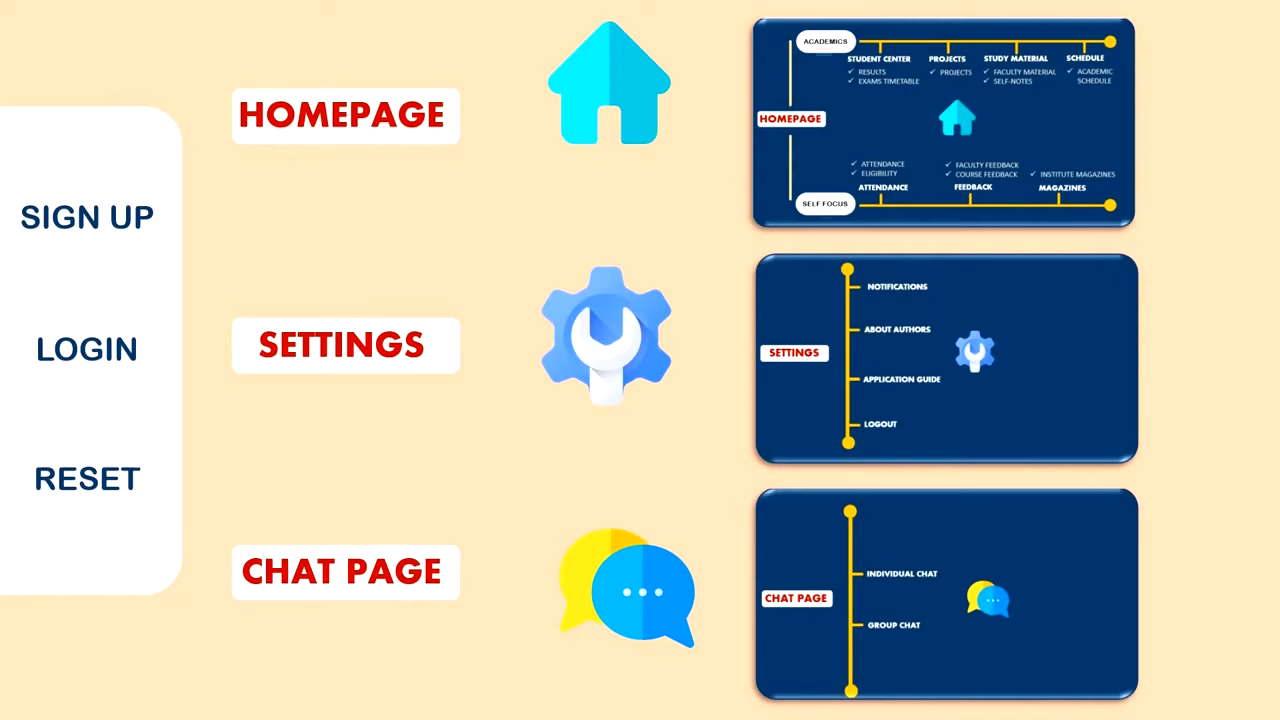 SIGN UP
LOGIN
RESET
HOMEPAGE
SETTINGS
CHAT PAGE
ACADEMICS
STUDENT CENTER
✓ RESULTS
✓ EXAMS TIMETABLE
PROJECTS
✓ PROJECTS
STUDY MATERIAL
✓ FACULTY MATERIAL
✓ SELF-NOTES
SCHEDULE
✓ ACADEMIC
SCHEDULE
HOMEPAGE
✓ ATTENDANCE
✓ ELIGIBILITY
ATTENDANCE
✓ FACULTY FEEDBACK
✓ COURSE FEEDBACK
FEEDBACK
✓ INSTITUTE MAGAZINES
MAGAZINES
SELF FOCUS
NOTIFICATIONS
ABOUT AUTHORS
SETTINGS
APPLICATION GUIDE
LOGOUT
INDIVIDUAL CHAT
CHAT PAGE
GROUP CHAT